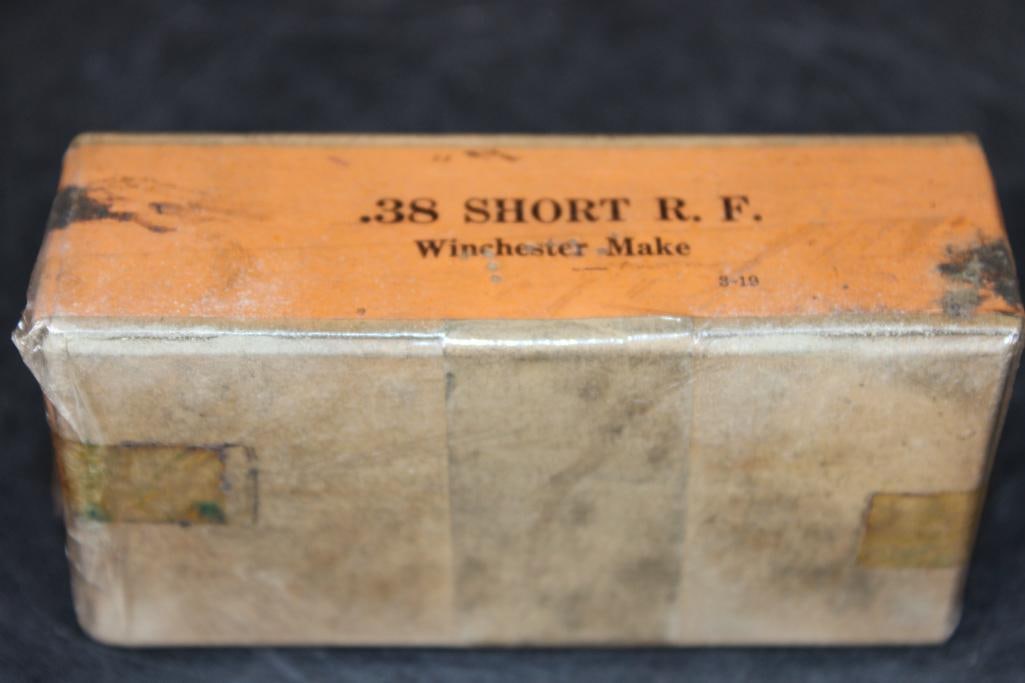 .38 SHORT R. F.
Winchester Make
3-19